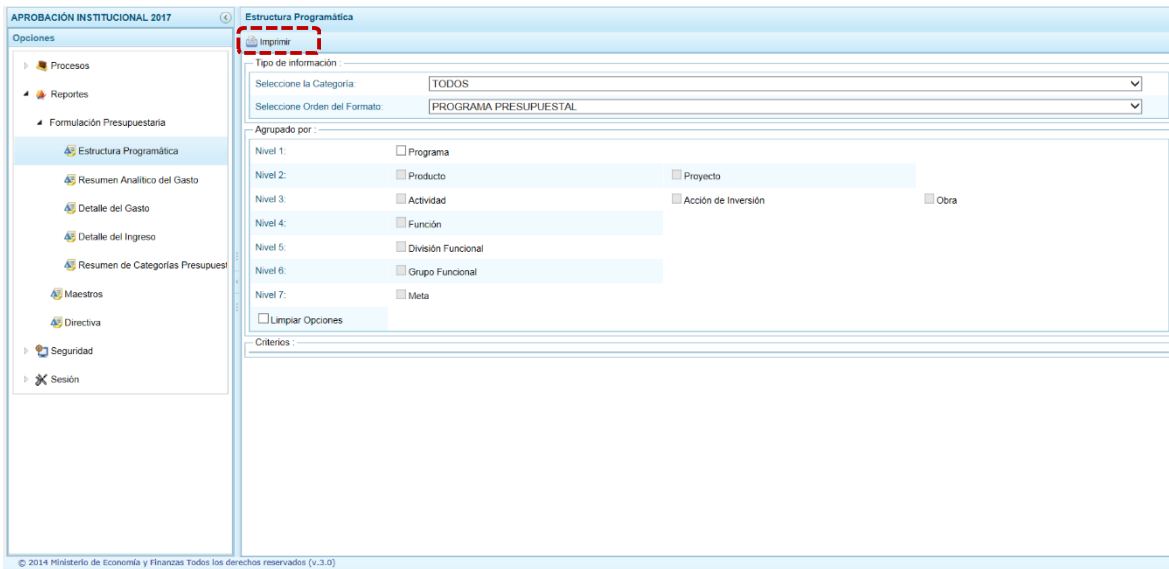 APROBACIÓN INSTITUCIONAL 2017
Opciones
Procesos
Reportes
Formulación Presupuestaria
Estructura Programática
Resumen Analítico del Gasto
Detalle del Gasto
Detalle del Ingreso
Resumen de Categorías Presupuest
Maestros
Directiva
Seguridad
Sesión
Estructura Programática
Imprimir
Tipo de información :
Seleccione la Categoría: TODOS
Seleccione Orden del Formato: PROGRAMA PRESUPUESTAL
Agrupado por :
Nivel 1: Programa
Nivel 2: Producto Proyecto
Nivel 3: Actividad Acción de Inversión Obra
Nivel 4: Función
Nivel 5: División Funcional
Nivel 6: Grupo Funcional
Nivel 7: Meta
Limpiar Opciones
Criterios :
© 2014 Ministerio de Economía y Finanzas Todos los derechos reservados (v.3.0)